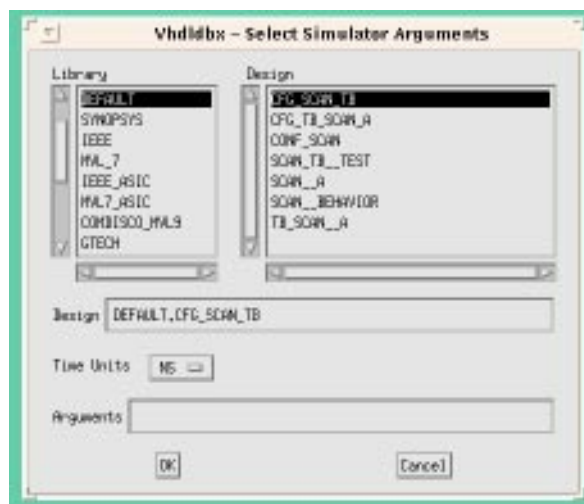 Vhdldbx - Select Simulator Arguments
Library
DEFAULT
SYNOPSYS
IEEE
MVL_7
IEEE_ASIC
MVL7_ASIC
COMDISCO_MVL9
GTECH
Design
CFG_SCAN_TB
CFG_TB_SCAN_A
CONF_SCAN
SCAN_TB__TEST
SCAN__A
SCAN__BEHAVIOR
TB_SCAN__A
Design DEFAULT.CFG_SCAN_TB
Time Units NS
Arguments
OK Cancel